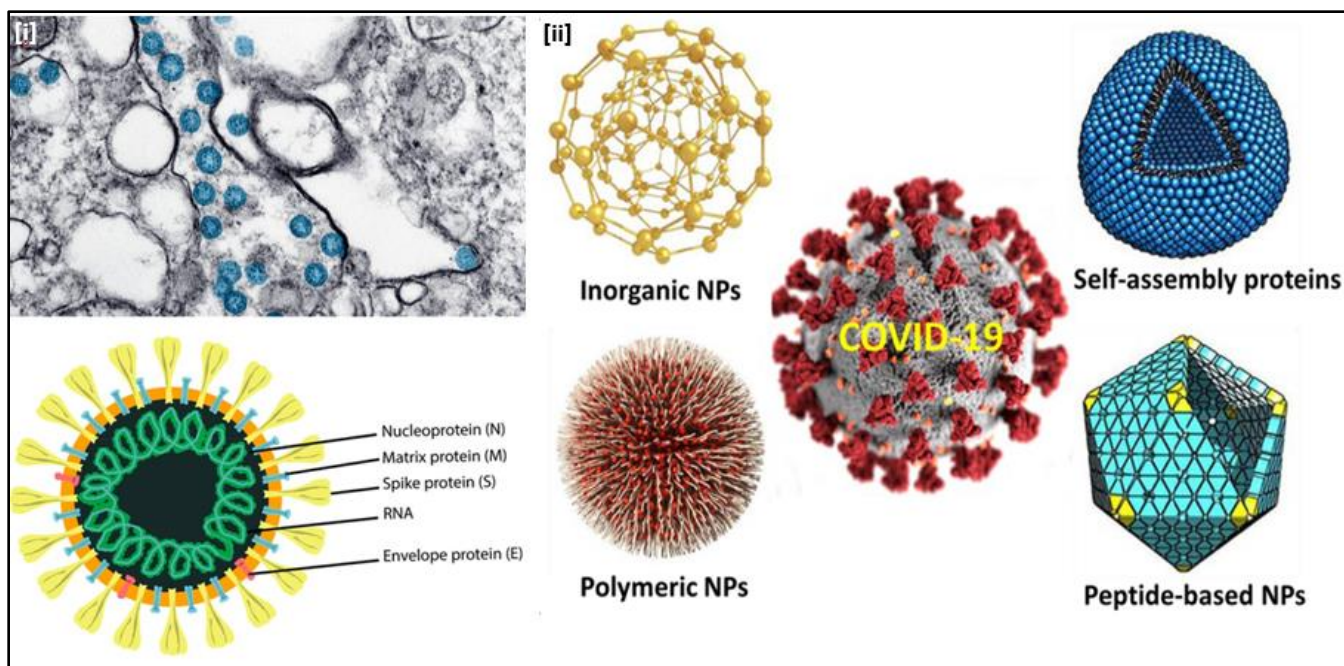 [i]
Nucleoprotein (N)
Matrix protein (M)
Spike protein (S)
RNA
Envelope protein (E)
[ii]
Inorganic NPs
Self-assembly proteins
COVID-19
Polymeric NPs
Peptide-based NPs